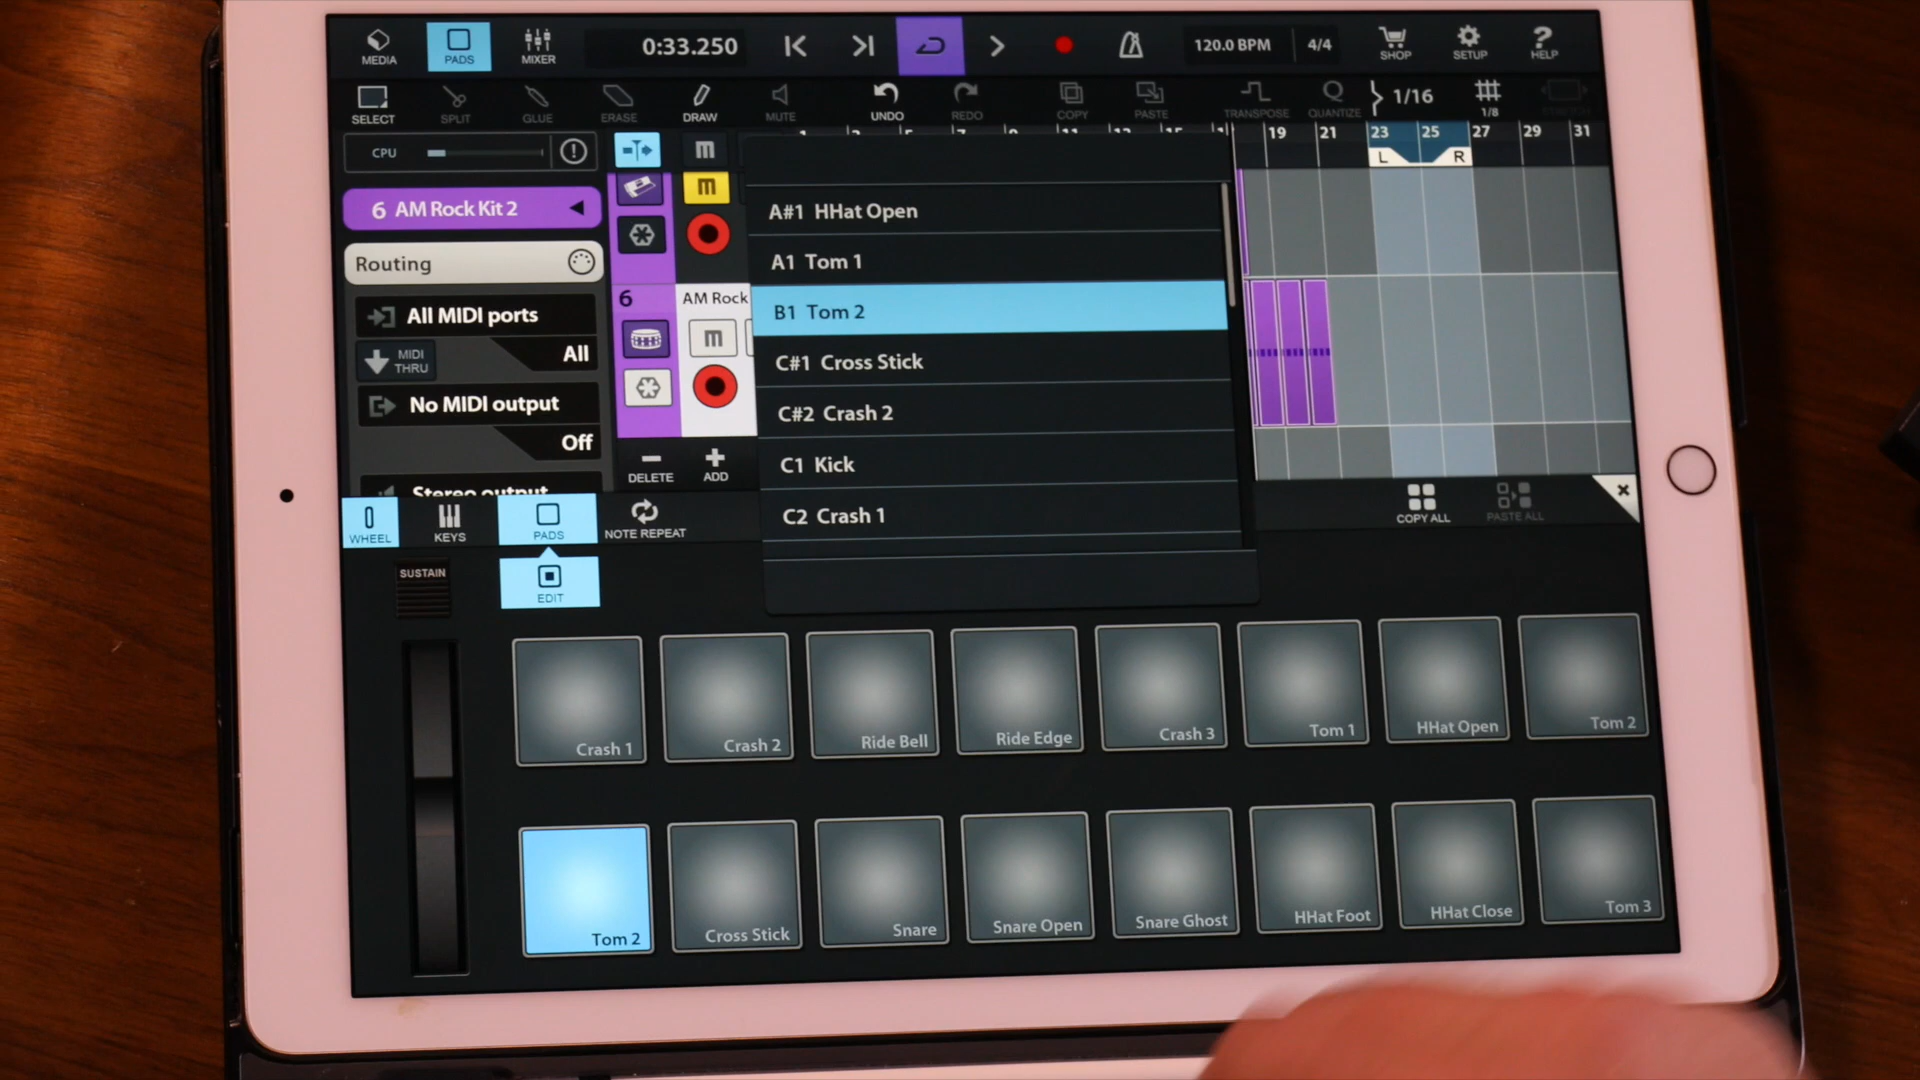 MEDIA
PADS
MIXER
0:33.250
120.0 BPM
4/4
SHOP
SETUP
? HELP
SELECT
SPLIT
GLUE
ERASE
DRAW
MUTE
UNDO
REDO
COPY
PASTE
TRANSPOSE
QUANTIZE
1/16
1/8
CPU
m
19 21 23 25 27 29 31
L R
6 AM Rock Kit 2
m
A#1 HHat Open
Routing
A1 Tom 1
6
AM Rock
B1 Tom 2
All MIDI ports
m
MIDI THRU
All
C#1 Cross Stick
No MIDI output
C#2 Crash 2
Off
DELETE
ADD
C1 Kick
Stereo output
C2 Crash 1
WHEEL
KEYS
PADS
NOTE REPEAT
COPY ALL
PASTE ALL
SUSTAIN
EDIT
Crash 1
Crash 2
Ride Bell
Ride Edge
Crash 3
Tom 1
HHat Open
Tom 2
Tom 2
Cross Stick
Snare
Snare Open
Snare Ghost
HHat Foot
HHat Close
Tom 3